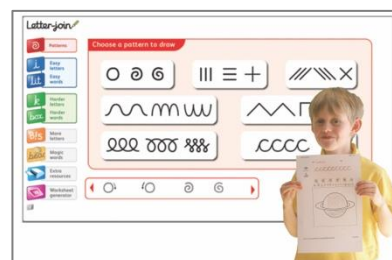 Letter-join
Choose a pattern to draw
Patterns
Easy
letters
Easy
words
Harder
letters
Harder
words
More
letters
Magic
words
Extra
resources
Worksheet
generator